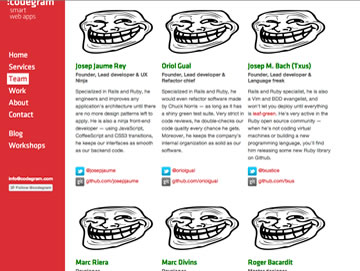 :codegram
smart
web apps
Home
Services
Team
Work
About
Contact
Blog
Workshops
info@codegram.com
Follow @codegram
Josep Jaume Rey
Founder, Lead developer & UX
Ninja
Specialized in Rails and Ruby, he
engineers and improves any
application's architecture until there
are no more design patterns left to
apply. He is also a ninja front-end
developer — using JavaScript,
CoffeeScript and CSS3 transitions,
he keeps our interfaces as smooth
as our backend code.
@josepjaume
github.com/josepjaume
Oriol Gual
Founder, Lead developer &
Refactor chief
Specialized in Rails and Ruby, he
would even refactor software made
by Chuck Norris — as long as it has
a shiny green test suite. Very strict in
code reviews, he double-checks our
code quality every chance he gets.
Moreover, he keeps the company's
internal organization as solid as our
software.
@oriolgual
github.com/oriolgual
Josep M. Bach (Txus)
Founder, Lead developer &
Language freak
Rails and Ruby specialist, he is also
a Vim and BDD evangelist, and
won't let you deploy until everything
is leaf-green. He's very active in the
Ruby open source community —
when he's not coding virtual
machines or building a new
programming language, you'll find
him releasing some new Ruby library
on Github.
@txustice
github.com/txus
Marc Riera
Marc Divins
Roger Bacardit